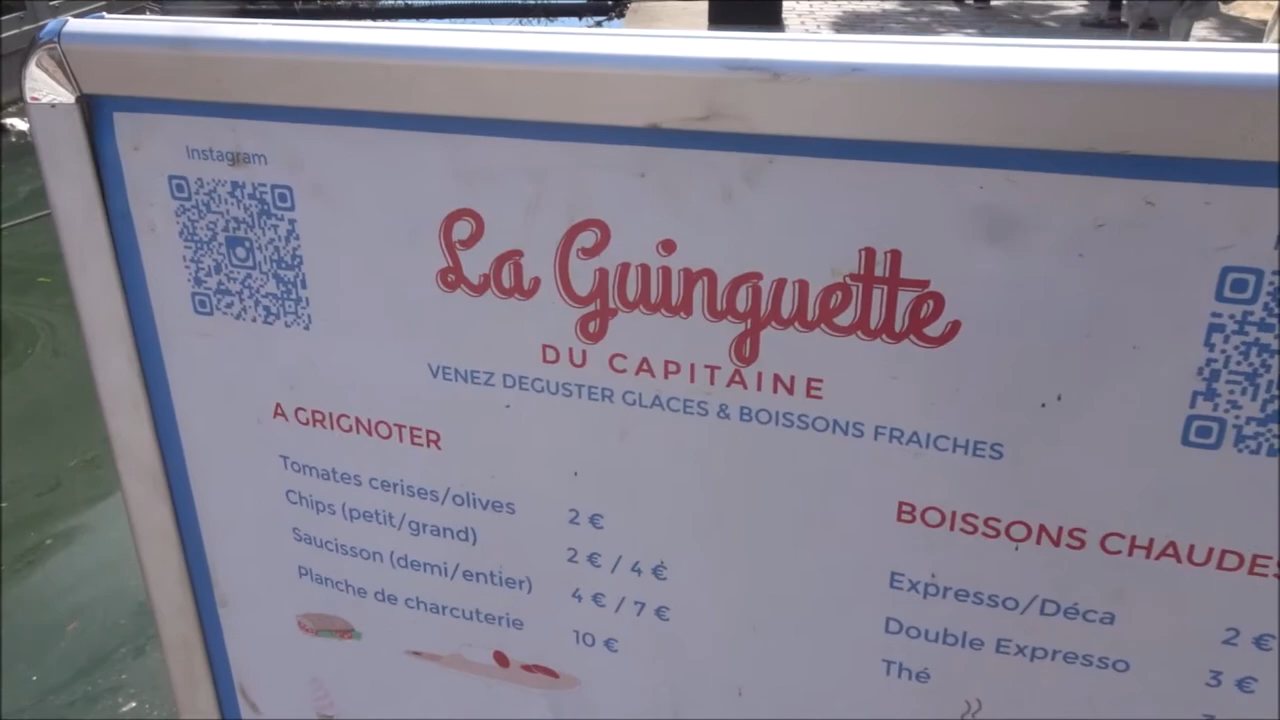 Instagram
La Guinguette
DU CAPITAINE
VENEZ DEGUSTER GLACES & BOISSONS FRAICHES
A GRIGNOTER
Tomates cerises/olives 2 €
Chips (petit/grand) 2 € / 4 €
Saucisson (demi/entier) 4 € / 7 €
Planche de charcuterie 10 €
BOISSONS CHAUDES
Expresso/Déca 2 €
Double Expresso 3 €
Thé